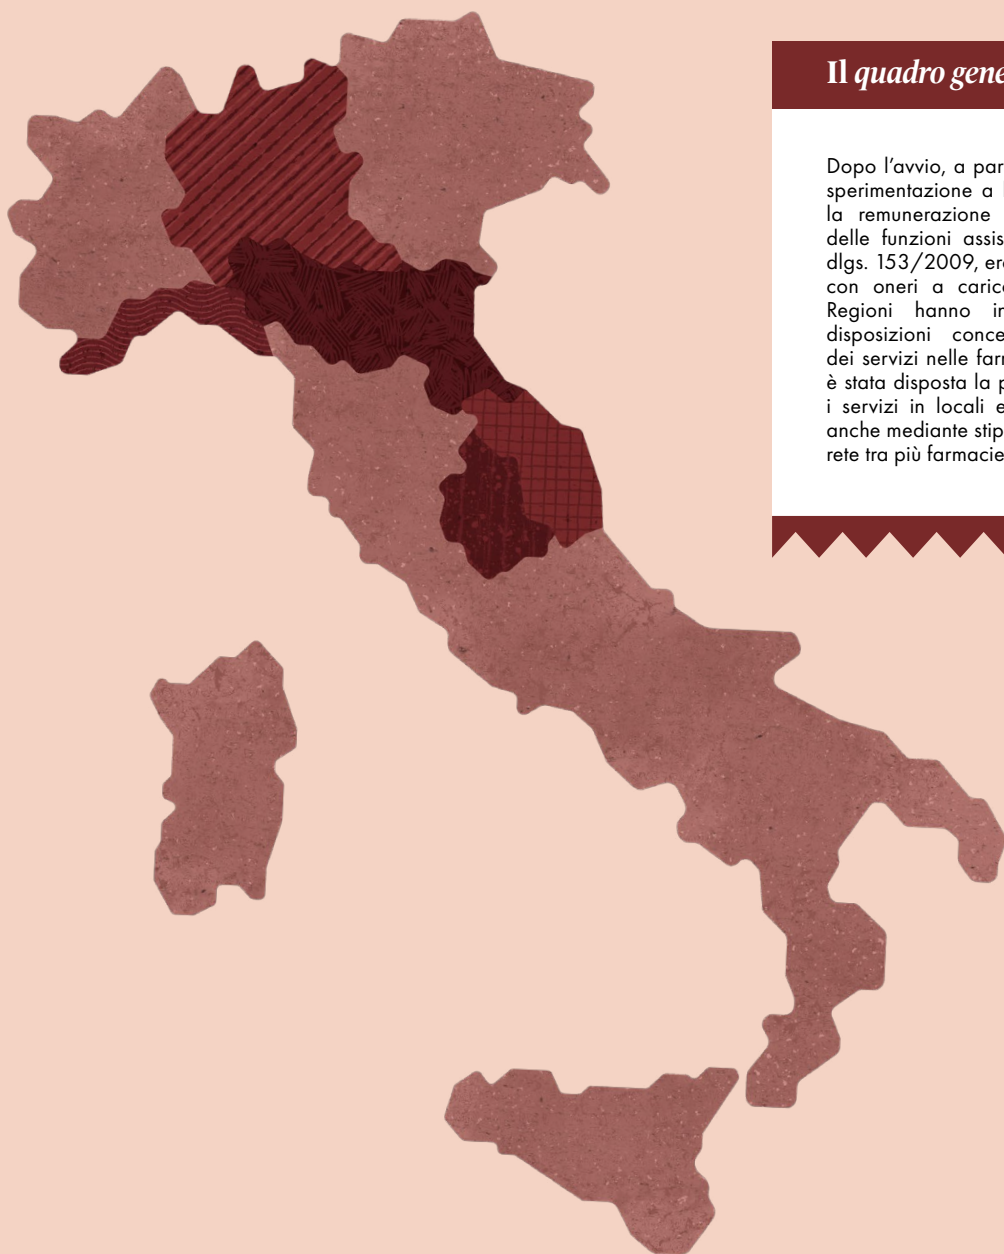 Il quadro gene
Dopo l’avvio, a par
sperimentazione a
la remunerazione
delle funzioni assis
dlgs. 153/2009, er
con oneri a caric
Regioni hanno in
disposizioni conce
dei servizi nelle farm
è stata disposta la p
i servizi in locali e
anche mediante stip
rete tra più farmacie